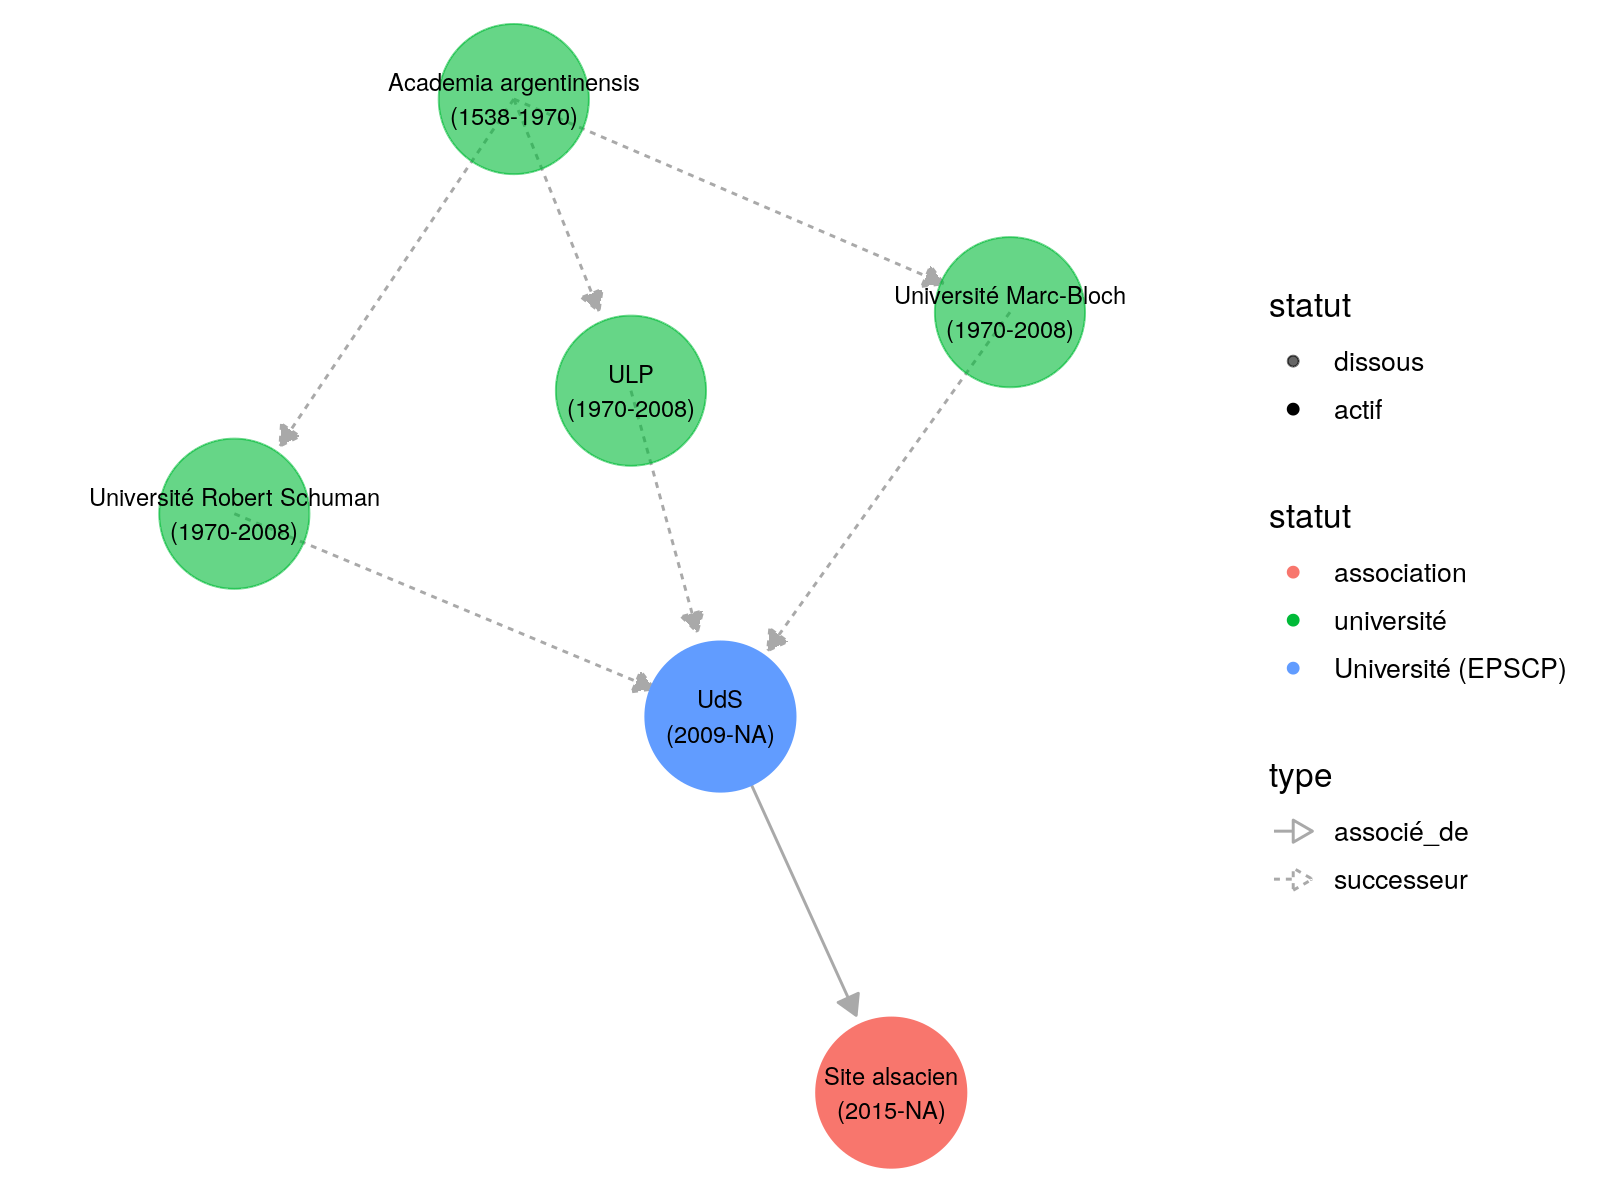 Academia argentinensis
(1538-1970)
Université Marc-Bloch
(1970-2008)
ULP
(1970-2008)
Université Robert Schuman
(1970-2008)
UdS
(2009-NA)
Site alsacien
(2015-NA)
statut
dissous
actif
statut
association
université
Université (EPSCP)
type
associé_de
successeur